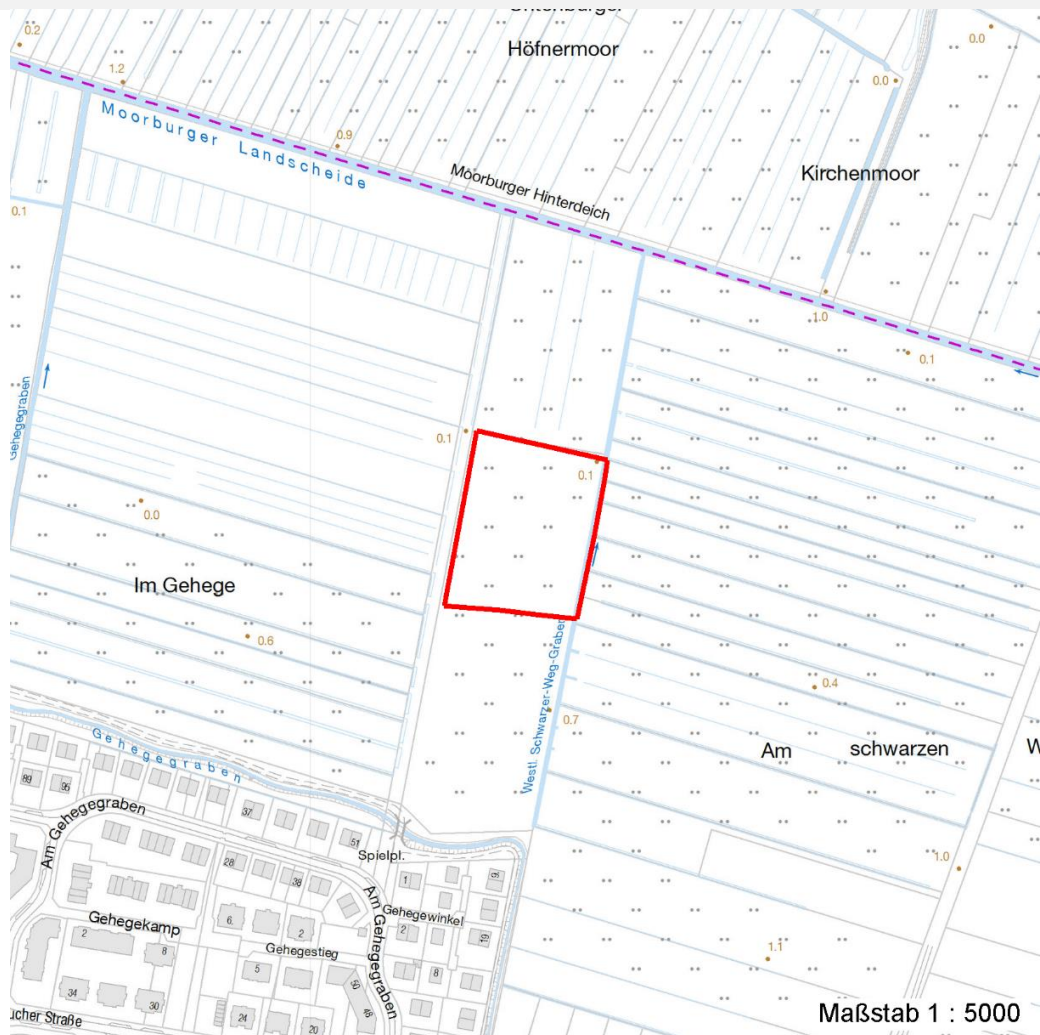 0.2
Höfnermoor
0.0
0.0
1.2
Moorburger Landscheide
0.9
Moorburger Hinterdeich
Kirchenmoor
0.1
1.0
0.1
Gehegegraben
0.1
0.1
0.0
Im Gehege
0.6
Westl. Schwarzer-Weg-Graben
0.4
0.7
Am schwarzen
W
Gehegegraben
89
96
37
Am Gehegegraben
51
Spielpl.
1.0
28
38
1
9
Am Gehegegraben
Gehegewinkel
Gehegekamp
6
2
2
19
2
8
Gehegestieg
1.1
5
8
34
30
50
48
24
20
ucher Straße
Maßstab 1 : 5000